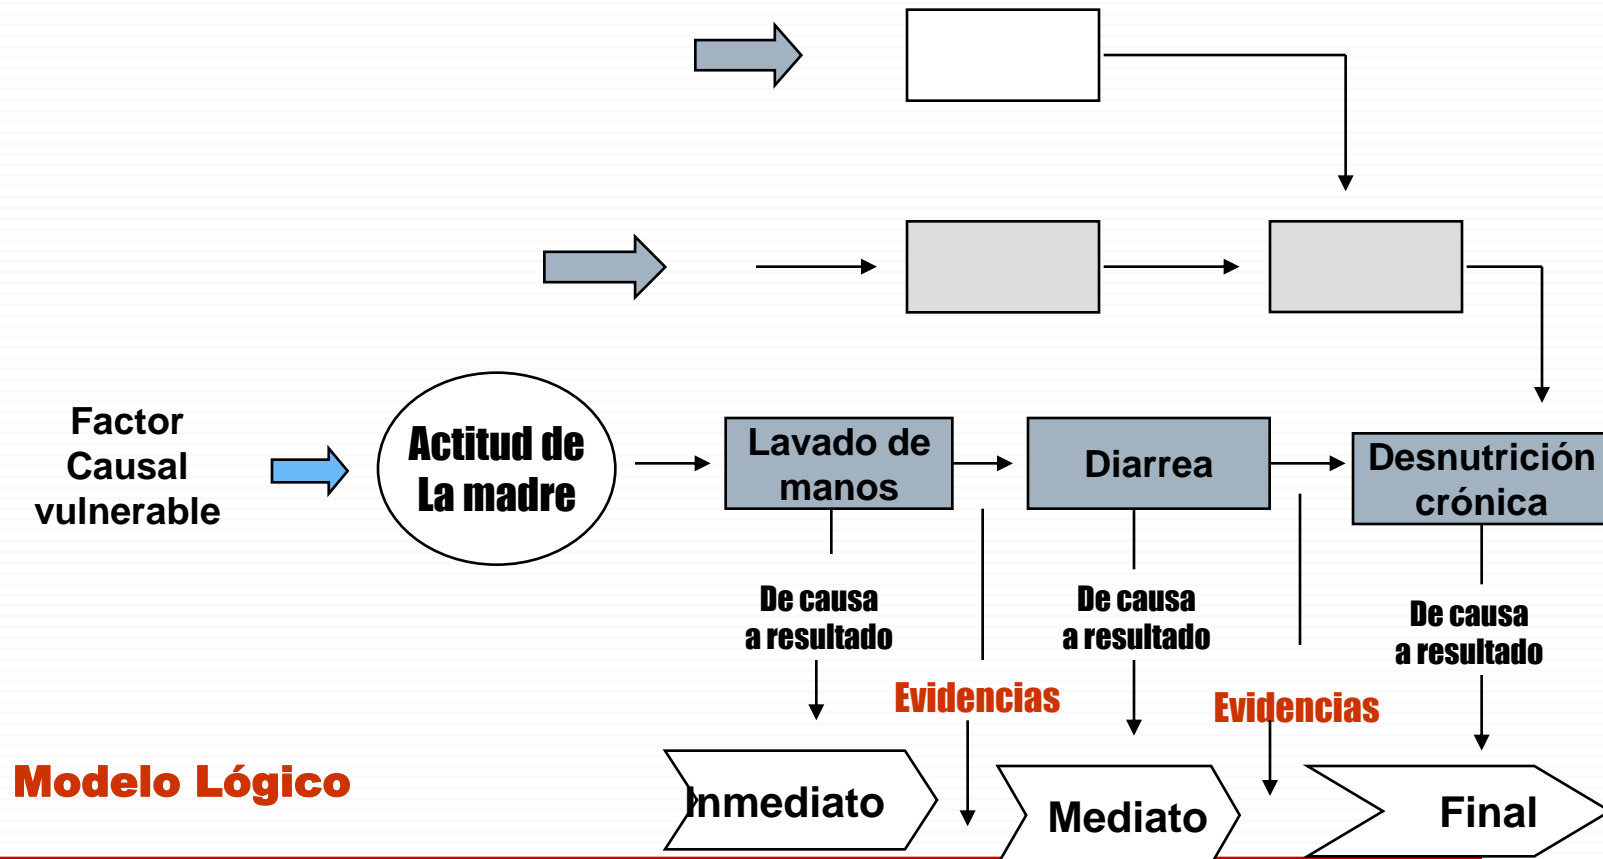 Factor
Causal
vulnerable
Actitud de
La madre
Lavado de
manos
Diarrea
Desnutrición
crónica
De causa
a resultado
De causa
a resultado
De causa
a resultado
Evidencias
Evidencias
Modelo Lógico
Inmediato
Mediato
Final